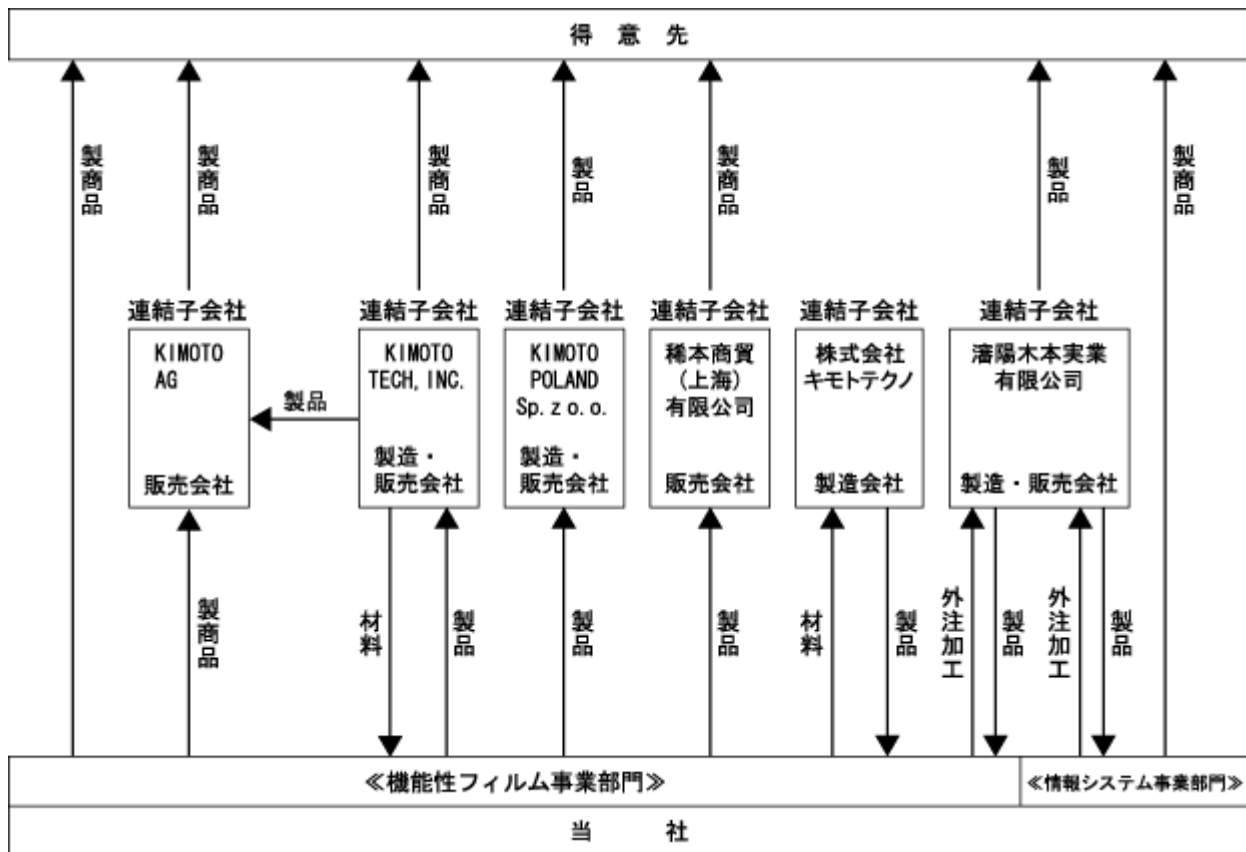 得意先
製商品
製商品
製商品
製品
製商品
製品
製商品
連結子会社
連結子会社
連結子会社
連結子会社
連結子会社
連結子会社
KIMOTO
AG
販売会社
製品
KIMOTO
TECH, INC.
製造・
販売会社
KIMOTO
POLAND
Sp. z o. o.
製造・
販売会社
稀本商貿
(上海)
有限公司
販売会社
株式会社
キモトテクノ
製造会社
瀋陽木本実業
有限公司
製造・販売会社
製商品
材料
製品
製品
製品
材料
製品
外注加工
製品
外注加工
製品
≪機能性フィルム事業部門≫
≪情報システム事業部門≫
当社